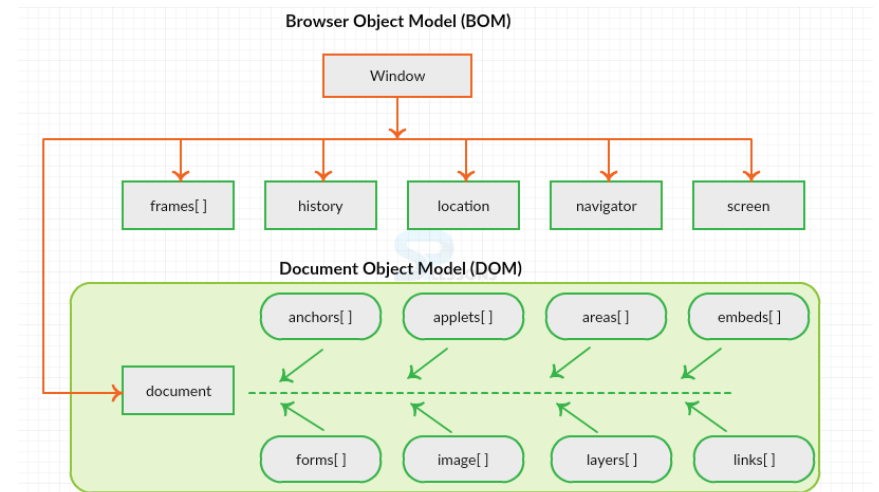 Browser Object Model (BOM)
Window
frames[ ]
history
location
navigator
screen
Document Object Model (DOM)
anchors[ ]
applets[ ]
areas[ ]
embeds[ ]
document
forms[ ]
image[ ]
layers[ ]
links[ ]